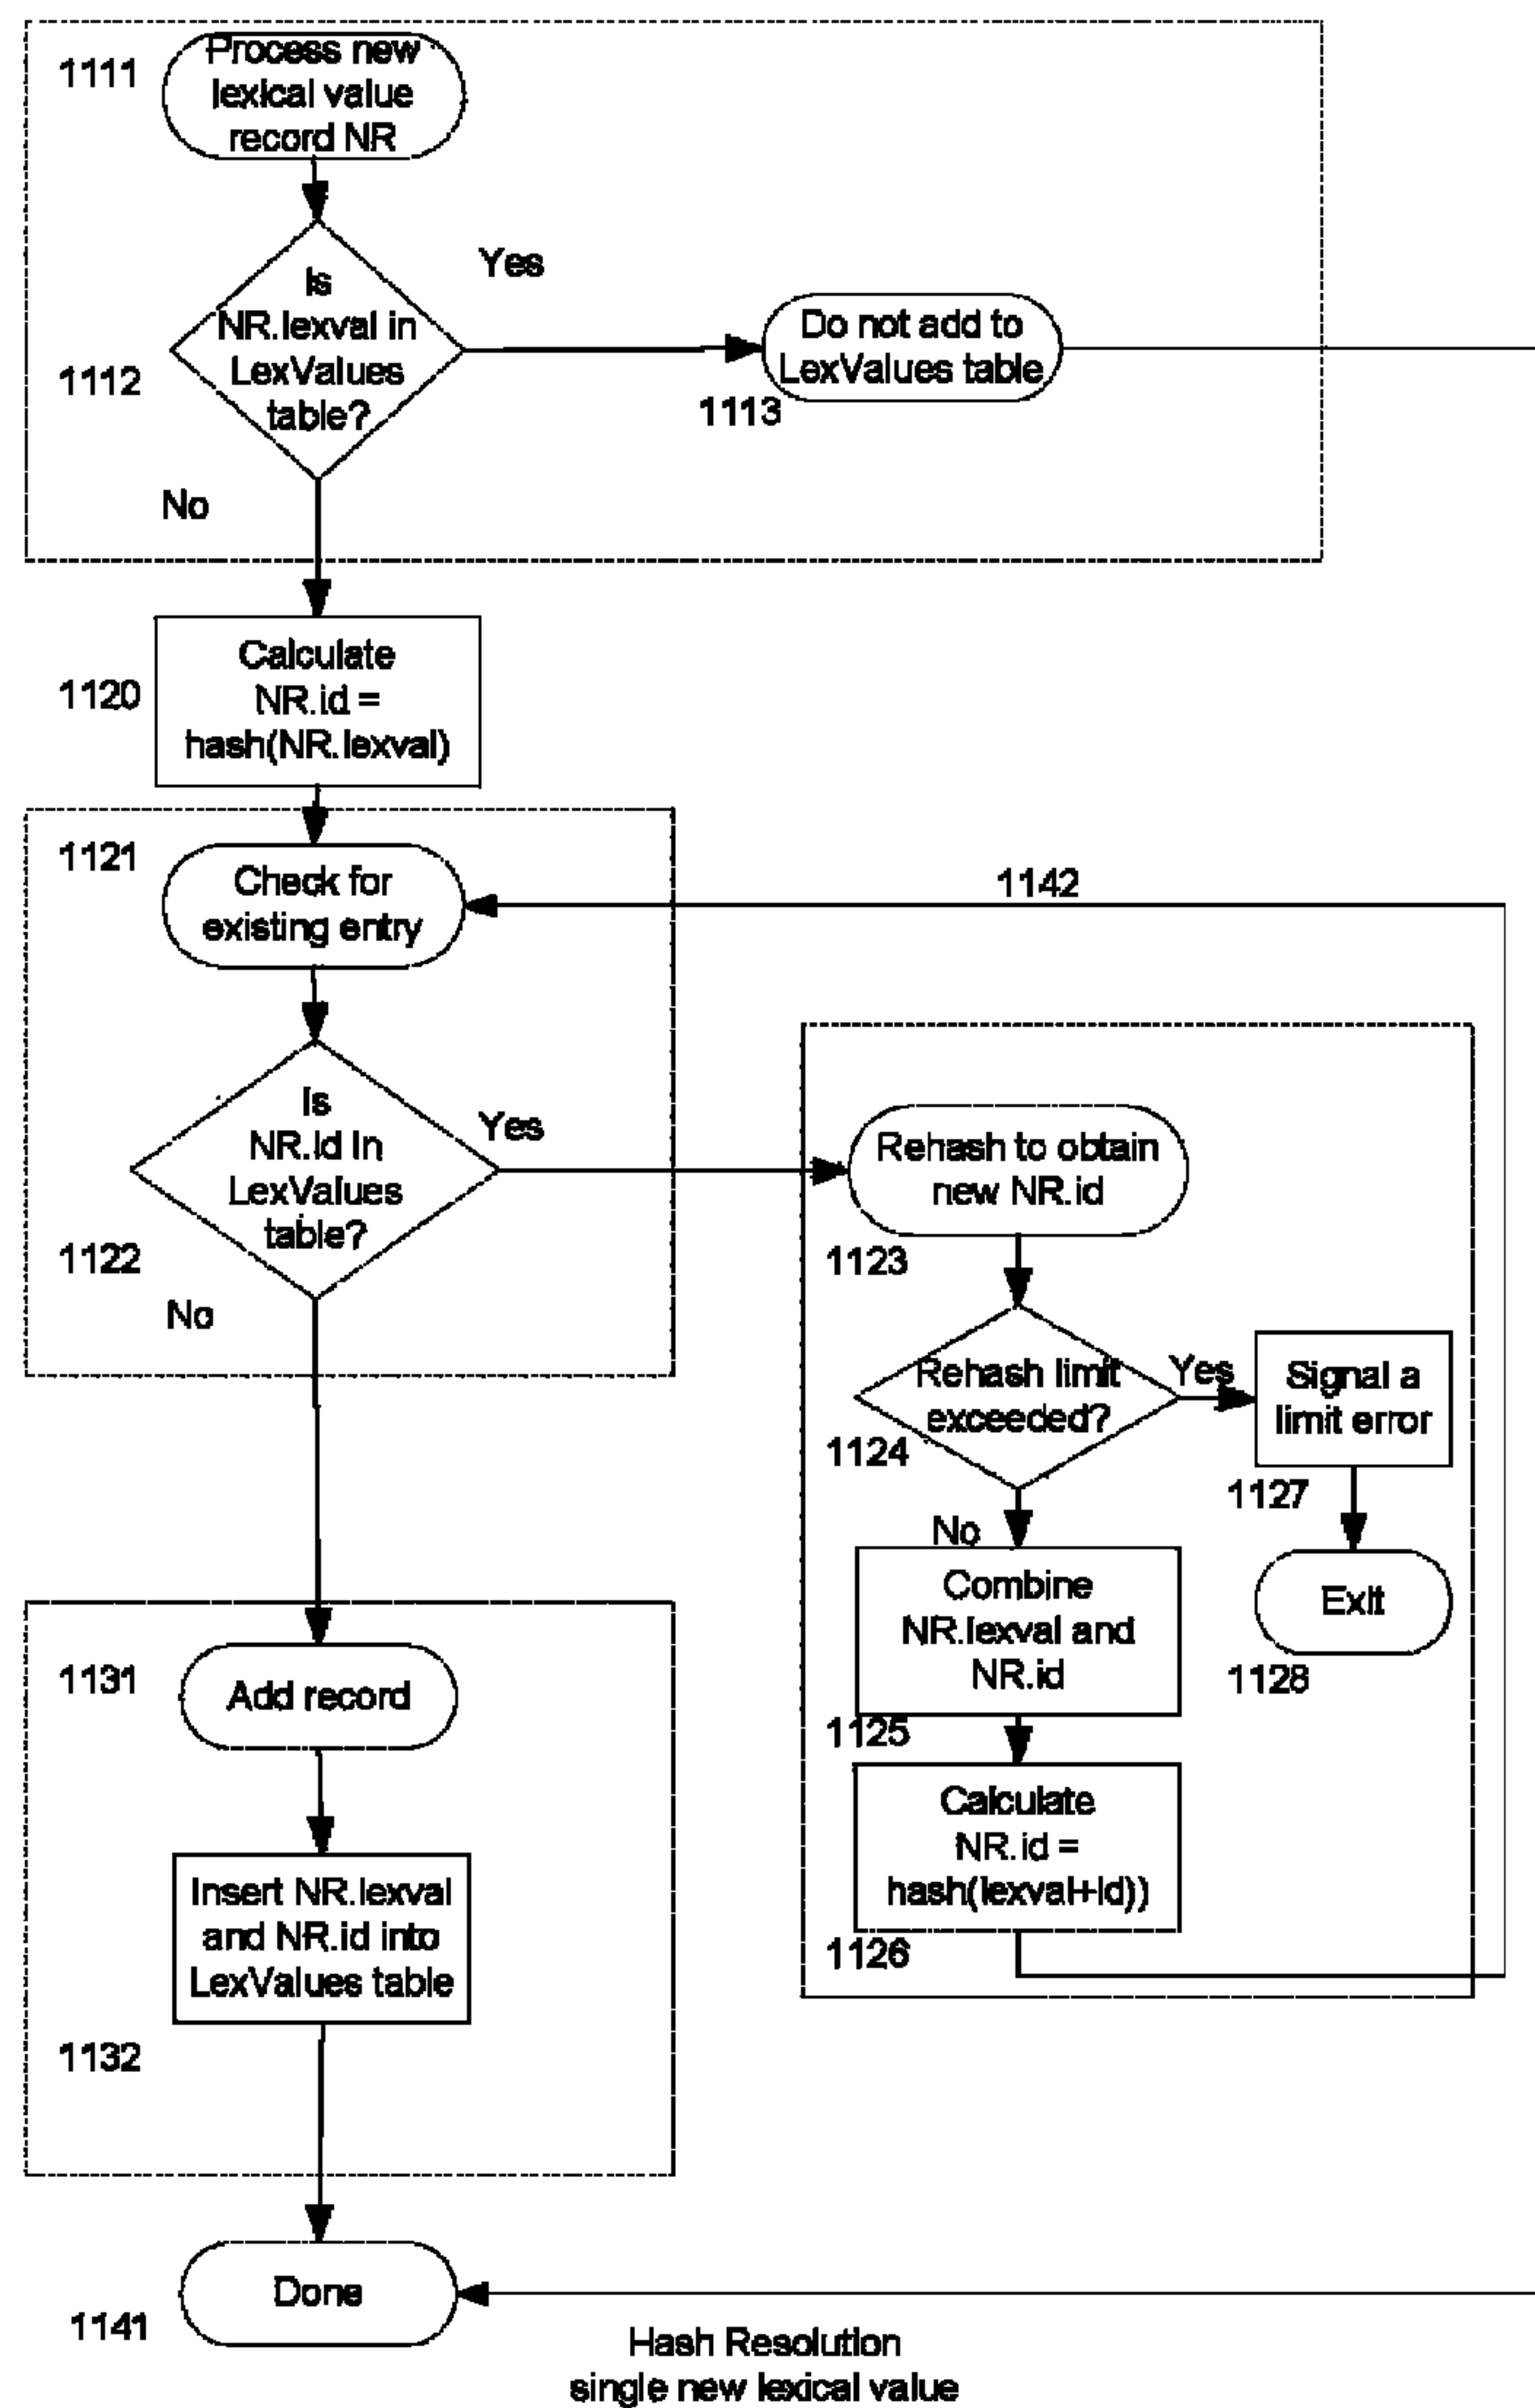 1111
Process new
lexical value
record NR
Yes
Is
NR.lexval in
LexValues
table?
1112
Do not add to
LexValues table
1113
No
1120
Calculate
NR.id =
hash(NR.lexval)
1121
Check for
existing entry
1142
Is
NR.id in
LexValues
table?
Yes
1122
No
Rehash to obtain
new NR.id
1123
Rehash limit
exceeded?
Yes
1124
Signal a
limit error
1127
No
Combine
NR.lexval and
NR.id
1125
Exit
1128
Calculate
NR.id =
hash(lexval+id))
1126
1131
Add record
Insert NR.lexval
and NR.id into
LexValues table
1132
Done
1141
Hash Resolution
single new lexical value